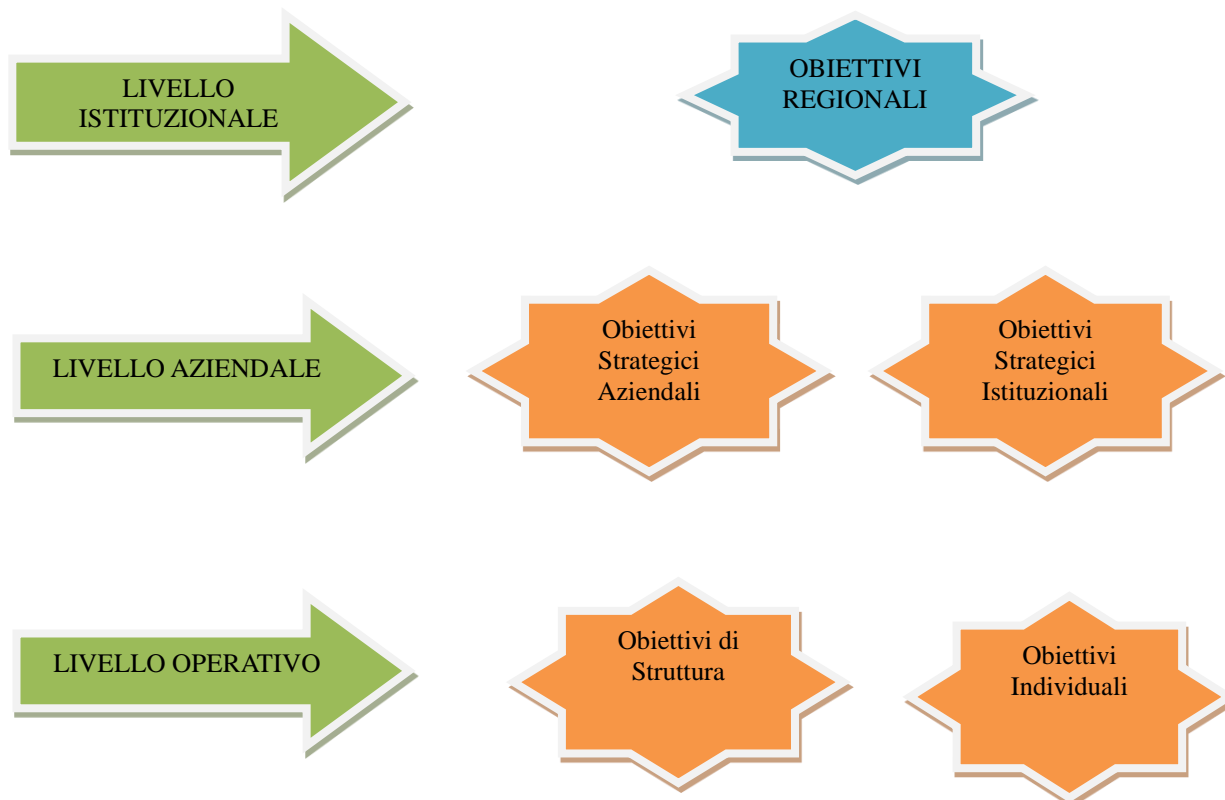 LIVELLO
ISTITUZIONALE
OBIETTIVI
REGIONALI
LIVELLO AZIENDALE
Obiettivi
Strategici
Aziendali
Obiettivi
Strategici
Istituzionali
LIVELLO OPERATIVO
Obiettivi di
Struttura
Obiettivi
Individuali